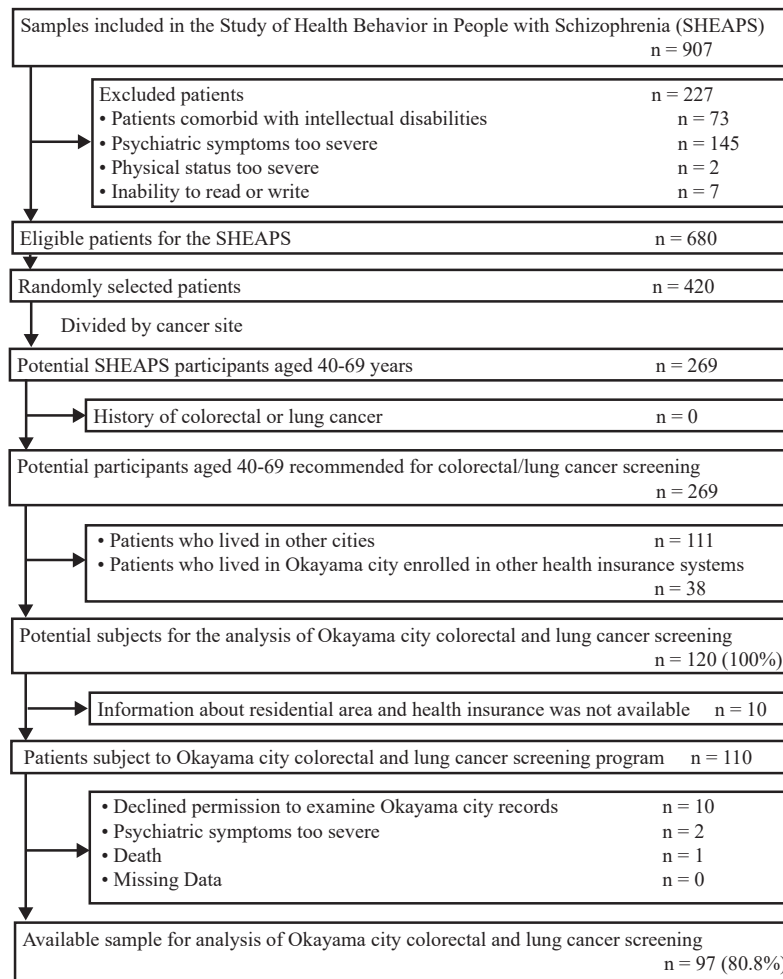 Samples included in the Study of Health Behavior in People with Schizophrenia (SHEAPS)
n = 907
Excluded patients n = 227
• Patients comorbid with intellectual disabilities n = 73
• Psychiatric symptoms too severe n = 145
• Physical status too severe n = 2
• Inability to read or write n = 7
Eligible patients for the SHEAPS n = 680
Randomly selected patients n = 420
Divided by cancer site
Potential SHEAPS participants aged 40-69 years n = 269
History of colorectal or lung cancer n = 0
Potential participants aged 40-69 recommended for colorectal/lung cancer screening
n = 269
• Patients who lived in other cities n = 111
• Patients who lived in Okayama city enrolled in other health insurance systems
n = 38
Potential subjects for the analysis of Okayama city colorectal and lung cancer screening
n = 120 (100%)
Information about residential area and health insurance was not available n = 10
Patients subject to Okayama city colorectal and lung cancer screening program n = 110
• Declined permission to examine Okayama city records n = 10
• Psychiatric symptoms too severe n = 2
• Death n = 1
• Missing Data n = 0
Available sample for analysis of Okayama city colorectal and lung cancer screening
n = 97 (80.8%)